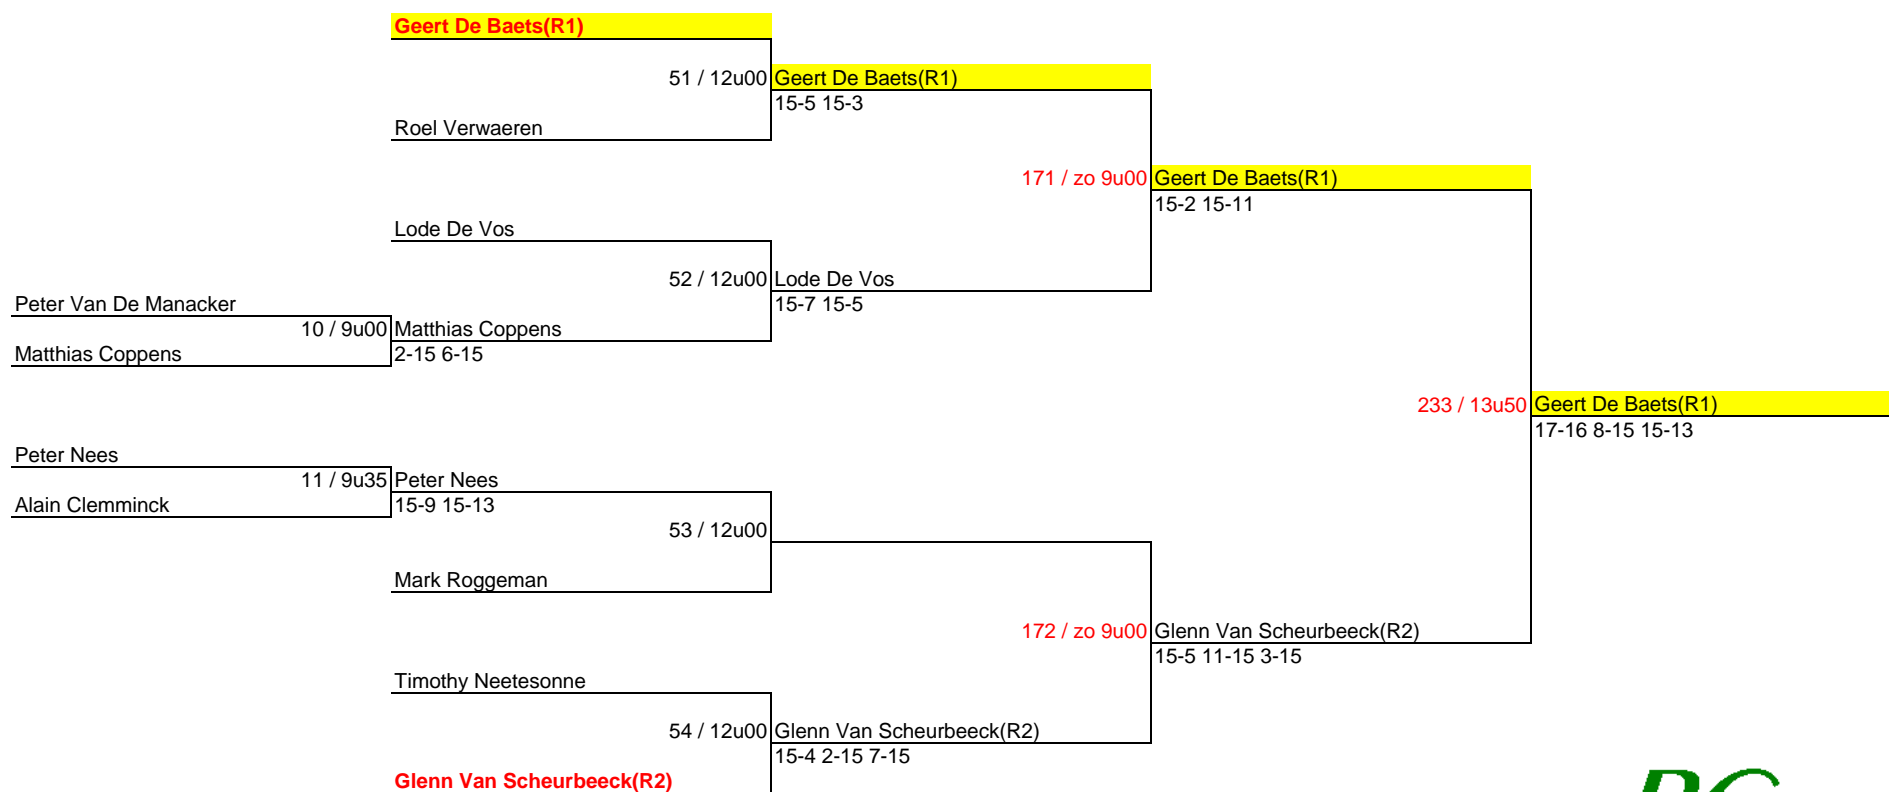 Geert De Baets(R1)
51 / 12u00 Geert De Baets(R1)
15-5 15-3
Roel Verwaeren
171 / zo 9u00 Geert De Baets(R1)
15-2 15-11
Lode De Vos
52 / 12u00 Lode De Vos
15-7 15-5
Peter Van De Manacker
10 / 9u00 Matthias Coppens
Matthias Coppens
2-15 6-15
233 / 13u50 Geert De Baets(R1)
17-16 8-15 15-13
Peter Nees
11 / 9u35 Peter Nees
Alain Clemminck
15-9 15-13
53 / 12u00
Mark Roggeman
172 / zo 9u00 Glenn Van Scheurbeeck(R2)
15-5 11-15 3-15
Timothy Neetesonne
54 / 12u00 Glenn Van Scheurbeeck(R2)
15-4 2-15 7-15
Glenn Van Scheurbeeck(R2)